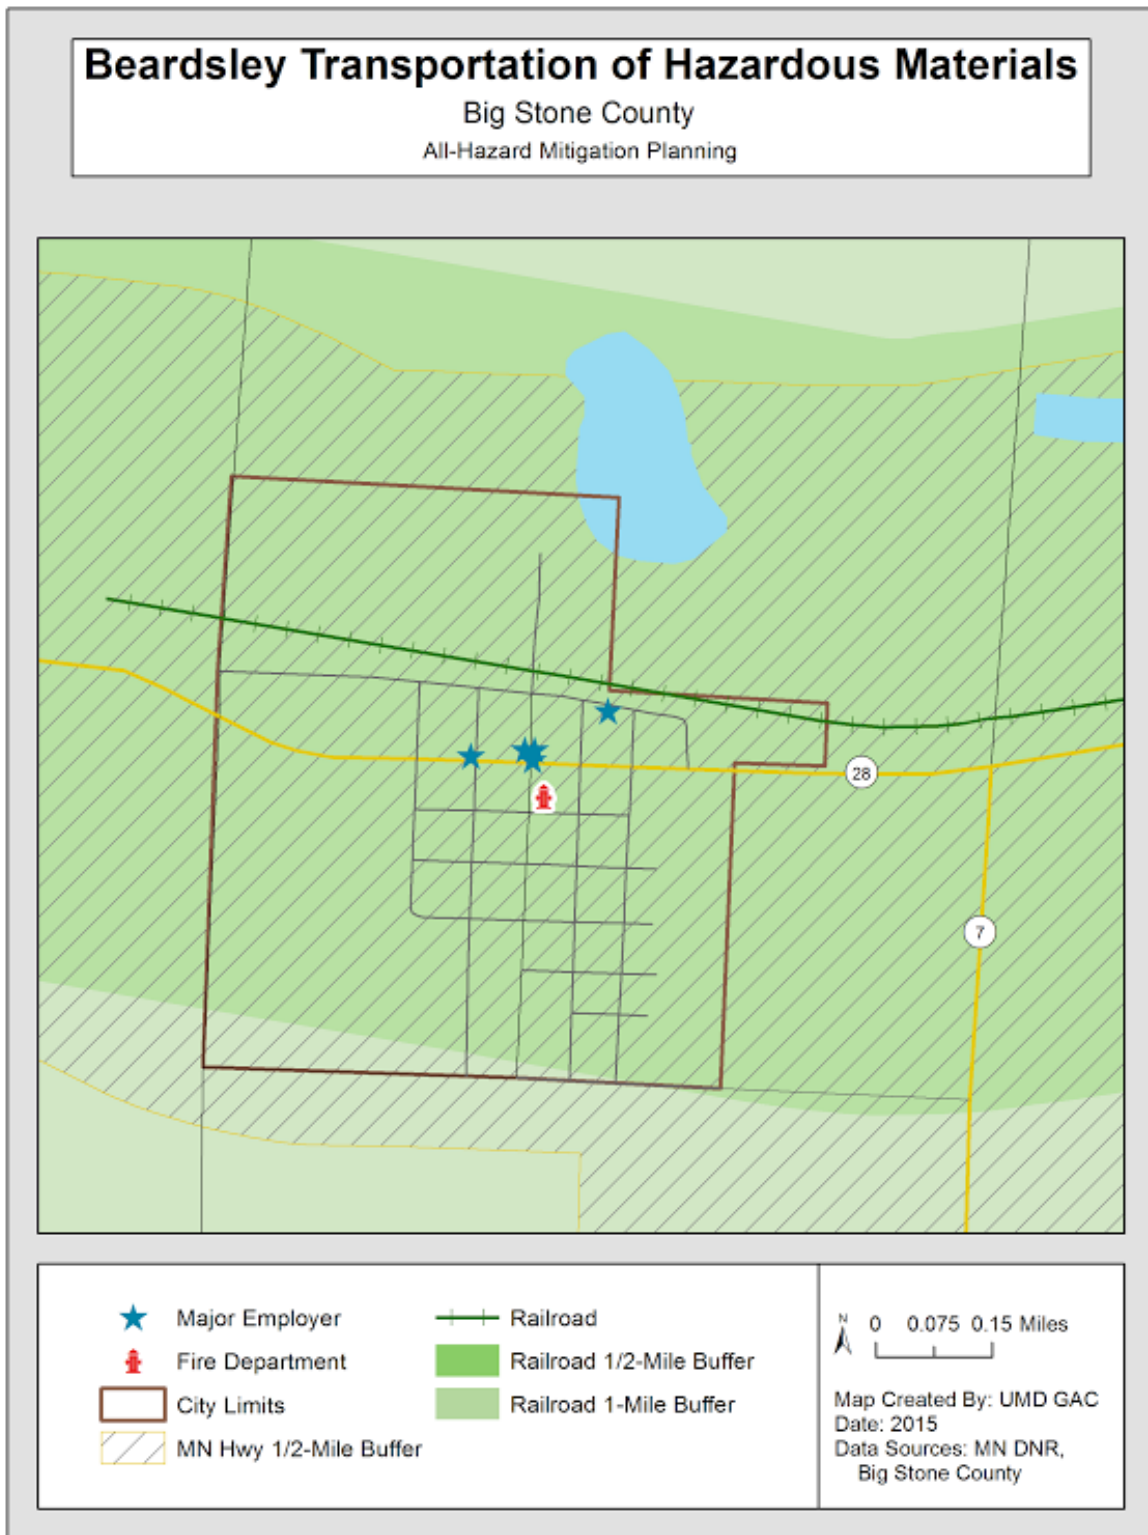 Beardsley Transportation of Hazardous Materials
Big Stone County
All-Hazard Mitigation Planning
28
7
Major Employer
Fire Department
City Limits
MN Hwy 1/2-Mile Buffer
Railroad
Railroad 1/2-Mile Buffer
Railroad 1-Mile Buffer
N
0 0.075 0.15 Miles
Map Created By: UMD GAC
Date: 2015
Data Sources: MN DNR,
Big Stone County